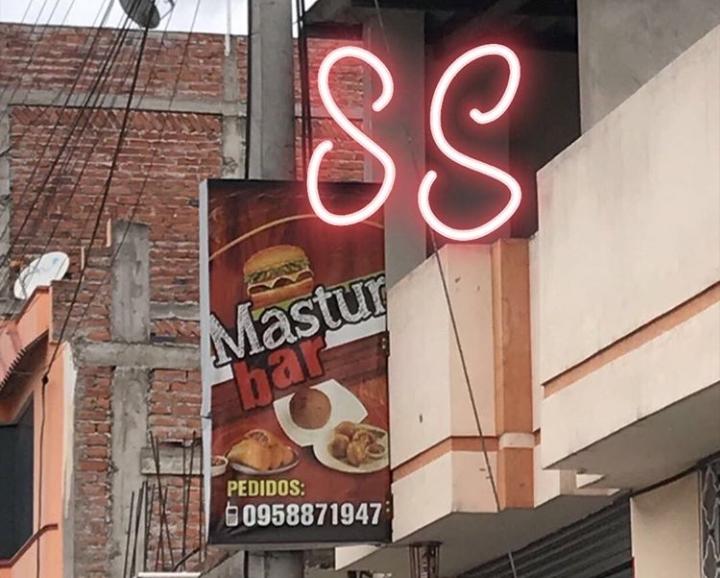 SS
Mastur
bar
PEDIDOS:
0958871947